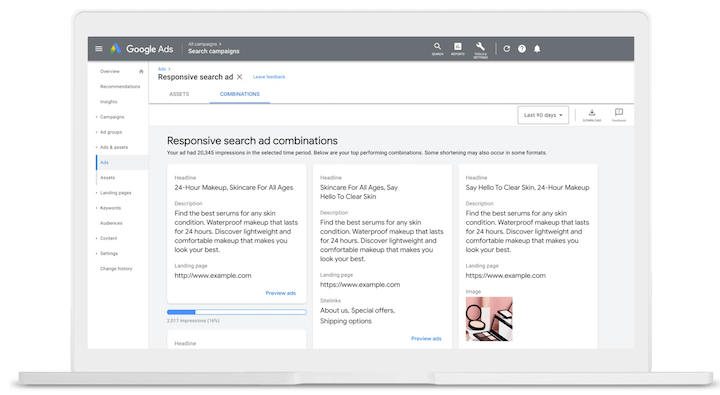 Google Ads
All campaigns >
Search campaigns
SEARCH
REPORTS
TOOLS &
SETTINGS
Overview
Recommendations
Insights
Campaigns
Ad groups
Ads & assets
Ads
Assets
Landing pages
Keywords
Audiences
Content
Settings
Change history
Ads >
Responsive search ad
Leave feedback
ASSETS
COMBINATIONS
Last 90 days
DOWNLOAD
Feedback
Responsive search ad combinations
Your ad had 20,345 impressions in the selected time period. Below are your top performing combinations. Some shortening may also occur in some formats.
Headline
24-Hour Makeup, Skincare For All Ages
Description
Find the best serums for any skin
condition. Waterproof makeup that lasts
for 24 hours. Discover lightweight and
comfortable makeup that makes you
look your best.
Landing page
http://www.example.com
Preview ads
2,017 impressions (16%)
Headline
Headline
Skincare For All Ages, Say
Hello To Clear Skin
Description
Find the best serums for any skin
condition. Waterproof makeup that lasts
for 24 hours. Discover lightweight and
comfortable makeup that makes you
look your best.
Landing page
https://www.example.com
Sitelinks
About us, Special offers,
Shipping options
Preview ads
Headline
Say Hello To Clear Skin, 24-Hour Makeup
Description
Find the best serums for any skin
condition. Waterproof makeup that lasts
for 24 hours. Discover lightweight and
comfortable makeup that makes you
look your best.
Landing page
https://www.example.com
Image